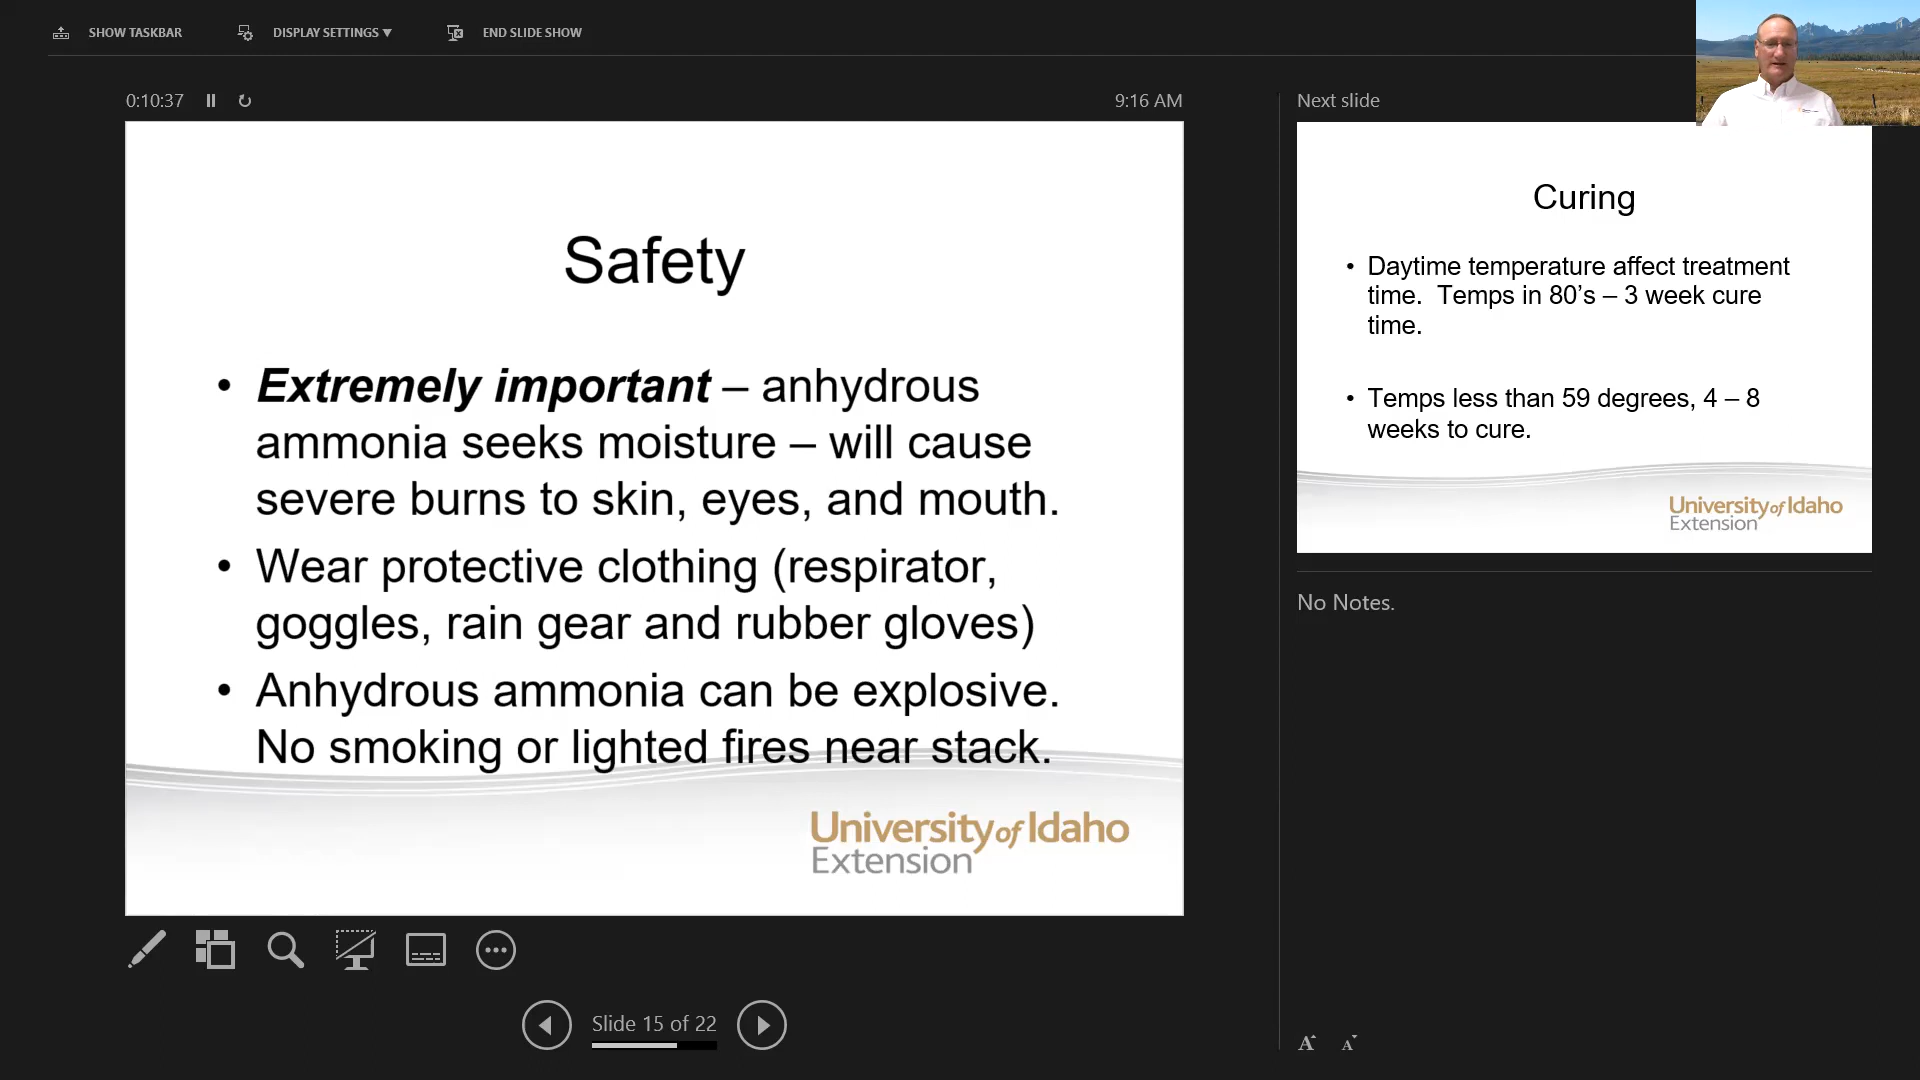 SHOW TASKBAR
DISPLAY SETTINGS ▼
END SLIDE SHOW
0:10:37
9:16 AM
Safety
• Extremely important – anhydrous
ammonia seeks moisture – will cause
severe burns to skin, eyes, and mouth.
• Wear protective clothing (respirator,
goggles, rain gear and rubber gloves)
• Anhydrous ammonia can be explosive.
No smoking or lighted fires near stack.
University of Idaho
Extension
Slide 15 of 22
Next slide
Curing
• Daytime temperature affect treatment
time. Temps in 80’s – 3 week cure
time.
• Temps less than 59 degrees, 4 – 8
weeks to cure.
University of Idaho
Extension
No Notes.
A A